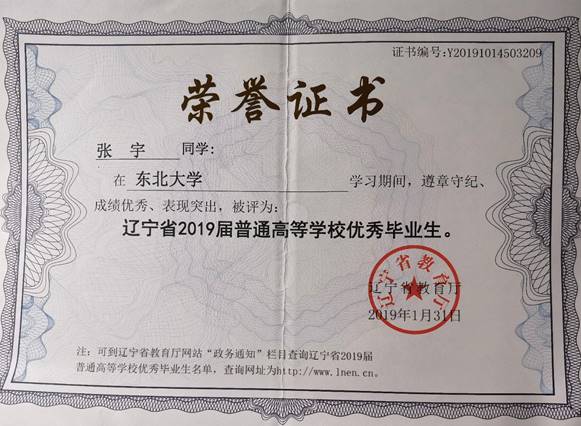 证书编号:Y20191014503209
荣誉证书
张宇 同学:
在 东北大学 学习期间，遵章守纪、
成绩优秀、表现突出，被评为:
辽宁省2019届普通高等学校优秀毕业生。
辽宁省教育厅
辽宁省教育厅
2019年1月31日
注：可到辽宁省教育厅网站“政务通知”栏目查询辽宁省2019届
普通高等学校优秀毕业生名单，查询网址为http://www.lnen.cn。